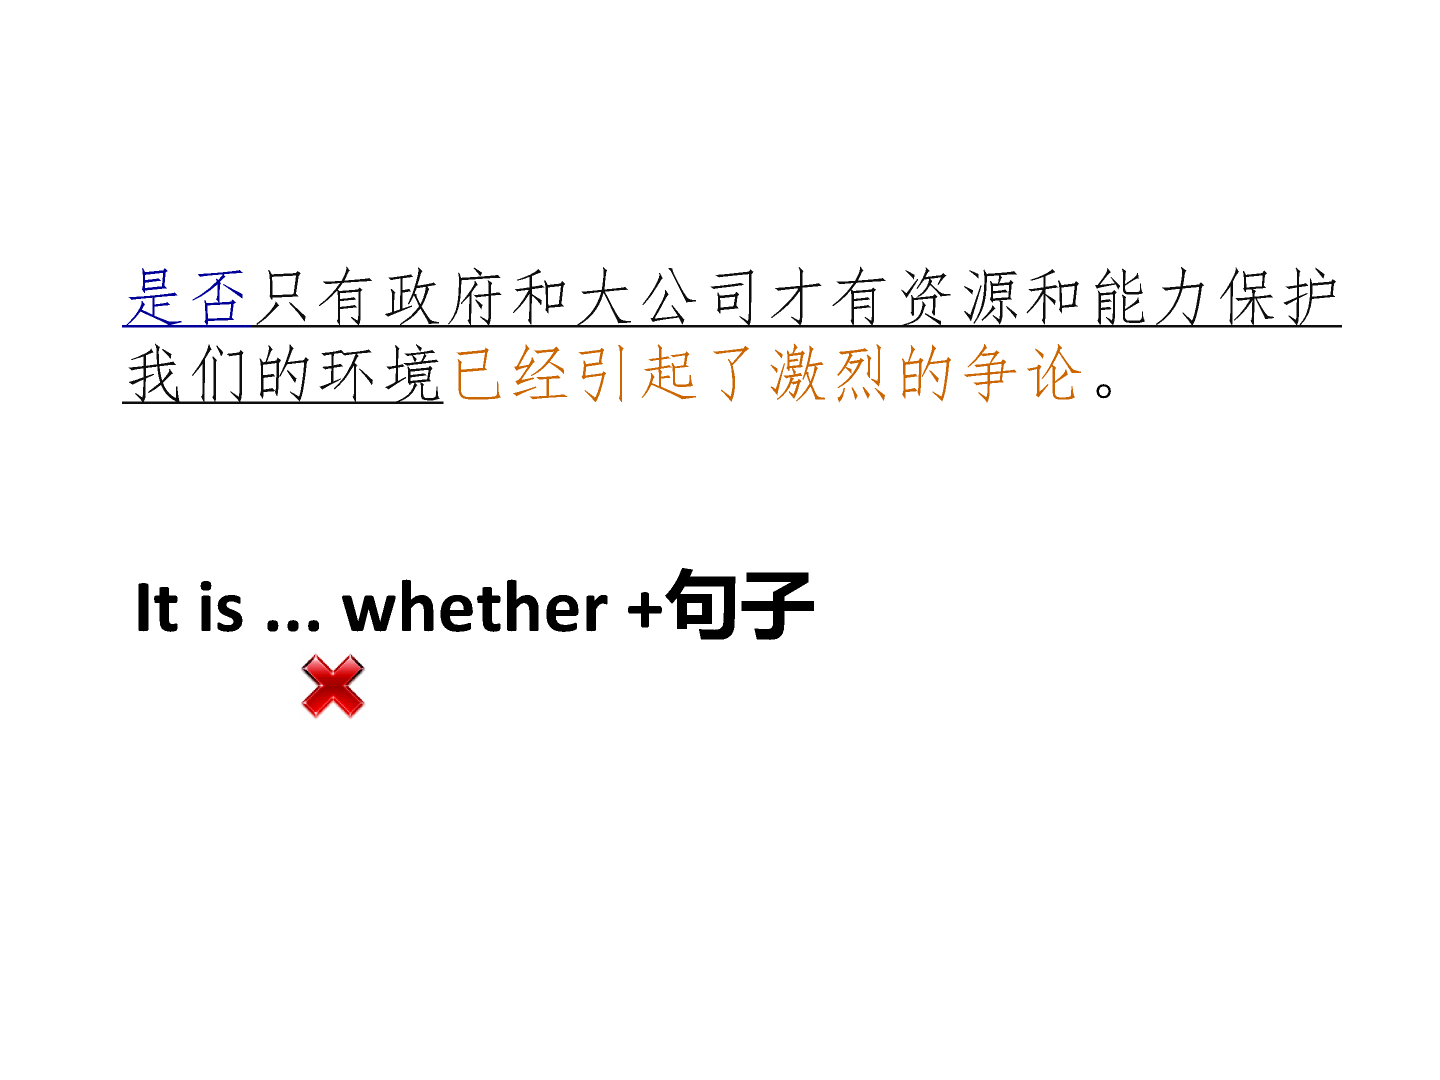 是否只有政府和大公司才有资源和能力保护
我们的环境已经引起了激烈的争论。
It is ... whether +句子